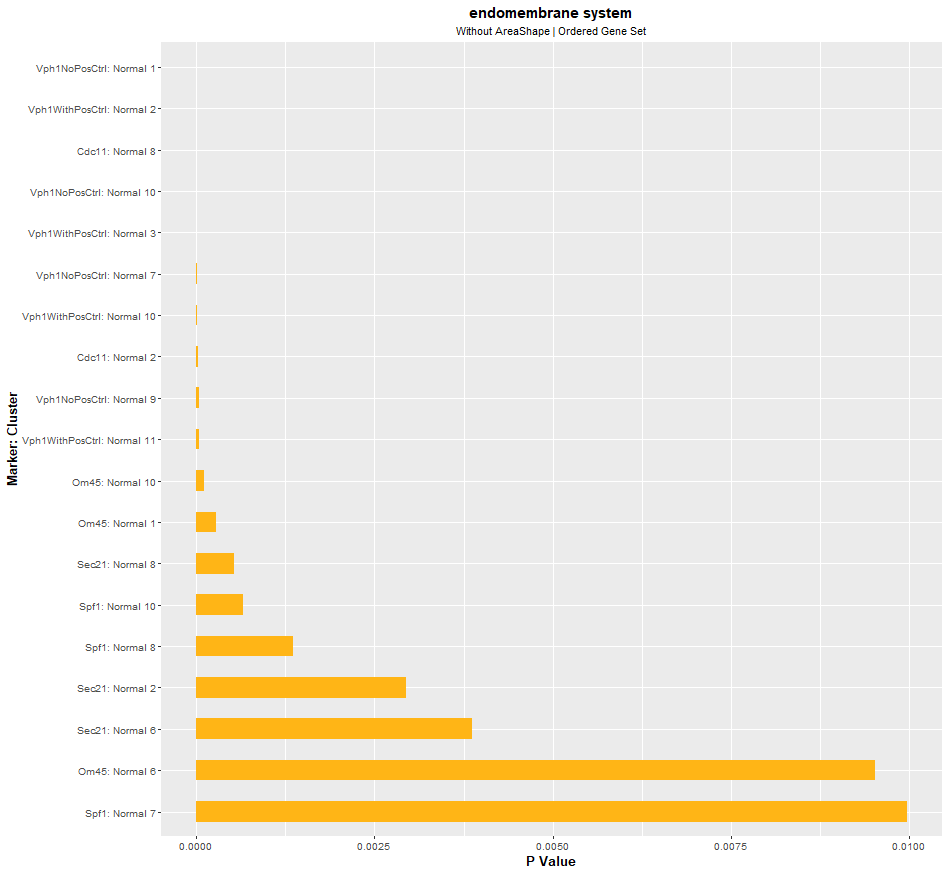 endomembrane system
Without AreaShape | Ordered Gene Set
Vph1NoPosCtrl: Normal 1
Vph1WithPosCtrl: Normal 2
Cdc11: Normal 8
Vph1NoPosCtrl: Normal 10
Vph1WithPosCtrl: Normal 3
Vph1NoPosCtrl: Normal 7
Vph1WithPosCtrl: Normal 10
Cdc11: Normal 2
Vph1NoPosCtrl: Normal 9
Vph1WithPosCtrl: Normal 11
Om45: Normal 10
Om45: Normal 1
Sec21: Normal 8
Spf1: Normal 10
Spf1: Normal 8
Sec21: Normal 2
Sec21: Normal 6
Om45: Normal 6
Spf1: Normal 7
Marker: Cluster
0.0000 0.0025 0.0050 0.0075 0.0100
P Value